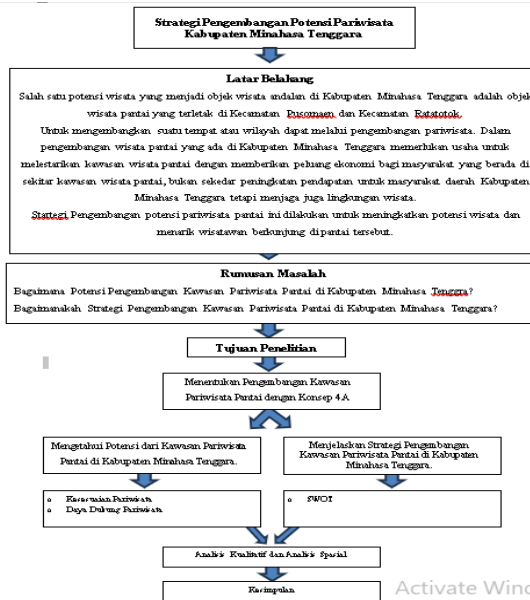 Strategi Pengembangan Potensi Pariwisata
Kabupaten Minahasa Tenggara
Latar Belakang
Salah satu potensi wisata yang menjadi objek wisata andalan di Kabupaten Minahasa Tenggara adalah objek
wisata pantai yang terletak di Kecamatan Pusomaen dan Kecamatan Ratatotok.
Untuk mengembangkan suatu tempat atau wilayah dapat melalui pengembangan pariwisata. Dalam
pengembangan wisata pantai yang ada di Kabupaten Minahasa Tenggara memerlukan usaha untuk
melestarikan kawasan wisata pantai dengan memberikan peluang ekonomi bagi masyarakat yang berada di
sekitar kawasan wisata pantai, bukan sekedar peningkatan pendapatan untuk masyarakat daerah Kabupaten
Minahasa Tenggara tetapi menjaga juga lingkungan wisata.
Startegi Pengembangan potensi pariwisata pantai ini dilakukan untuk meningkatkan potensi wisata dan
menarik wisatawan berkunjung di pantai tersebut.
Rumusan Masalah
Bagaimana Potensi Pengembangan Kawasan Pariwisata Pantai di Kabupaten Minahasa Tenggra?
Bagaimanakah Strategi Pengembangan Kawasan Pariwisata Pantai di Kabupaten Minahasa Tenggara?
Tujuan Penelitian
Menentukan Pengembangan Kawasan
Pariwisata Pantai dengan Konsep 4A
Mengetahui Potensi dari Kawasan Pariwisata
Pantai di Kabupaten Minahasa Tenggara.
Menjelaskan Strategi Pengembangan
Kawasan Pariwisata Pantai di Kabupaten
Minahasa Tenggara.
o Kesesuaian Pariwisata
o Daya Dukung Pariwisata
o SWOT
Analisis Kualitatif dan Analisis Spasial
Kesimpulan
Activate Wind